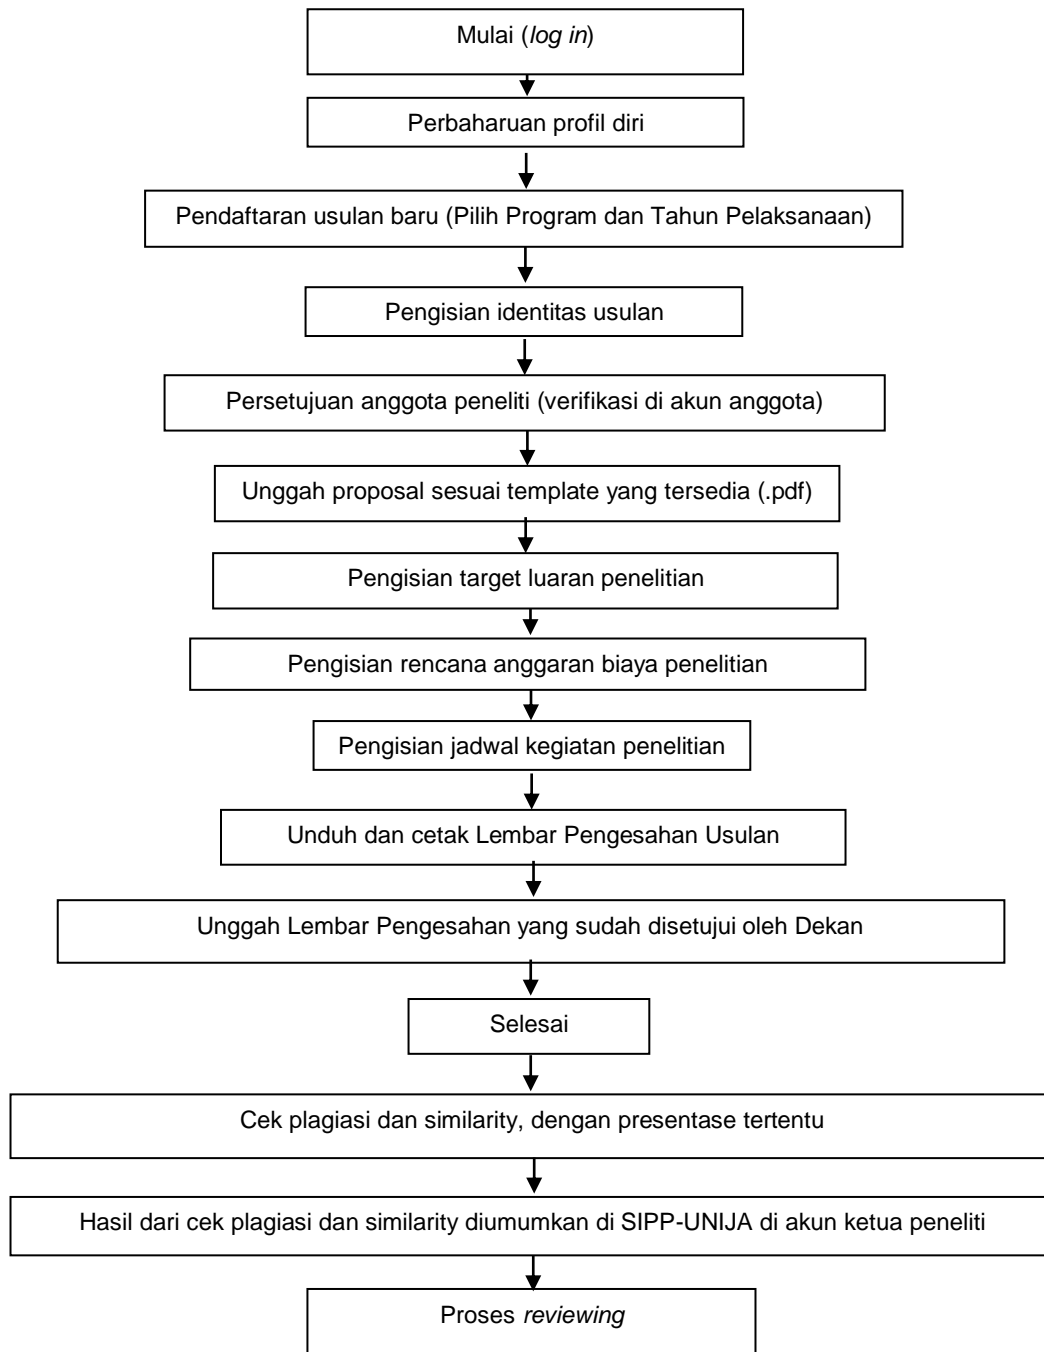 Mulai (log in)
Perbaharuan profil diri
Pendaftaran usulan baru (Pilih Program dan Tahun Pelaksanaan)
Pengisian identitas usulan
Persetujuan anggota peneliti (verifikasi di akun anggota)
Unggah proposal sesuai template yang tersedia (.pdf)
Pengisian target luaran penelitian
Pengisian rencana anggaran biaya penelitian
Pengisian jadwal kegiatan penelitian
Unduh dan cetak Lembar Pengesahan Usulan
Unggah Lembar Pengesahan yang sudah disetujui oleh Dekan
Selesai
Cek plagiasi dan similarity, dengan presentase tertentu
Hasil dari cek plagiasi dan similarity diumumkan di SIPP-UNIJA di akun ketua peneliti
Proses reviewing